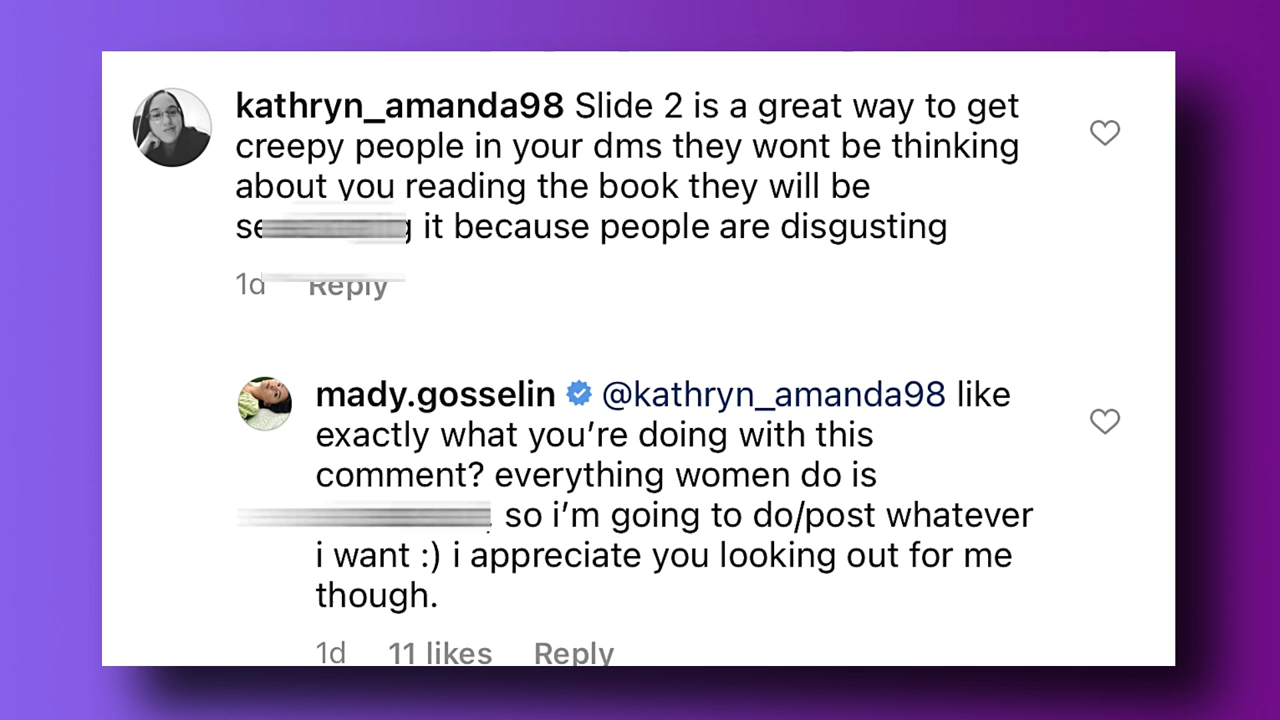 kathryn_amanda98 Slide 2 is a great way to get
creepy people in your dms they wont be thinking
about you reading the book they will be
it because people are disgusting
1d Reply
mady.gosselin @kathryn_amanda98 like
exactly what you’re doing with this
comment? everything women do is
so i’m going to do/post whatever
i want :) i appreciate you looking out for me
though.
1d 11 likes Reply